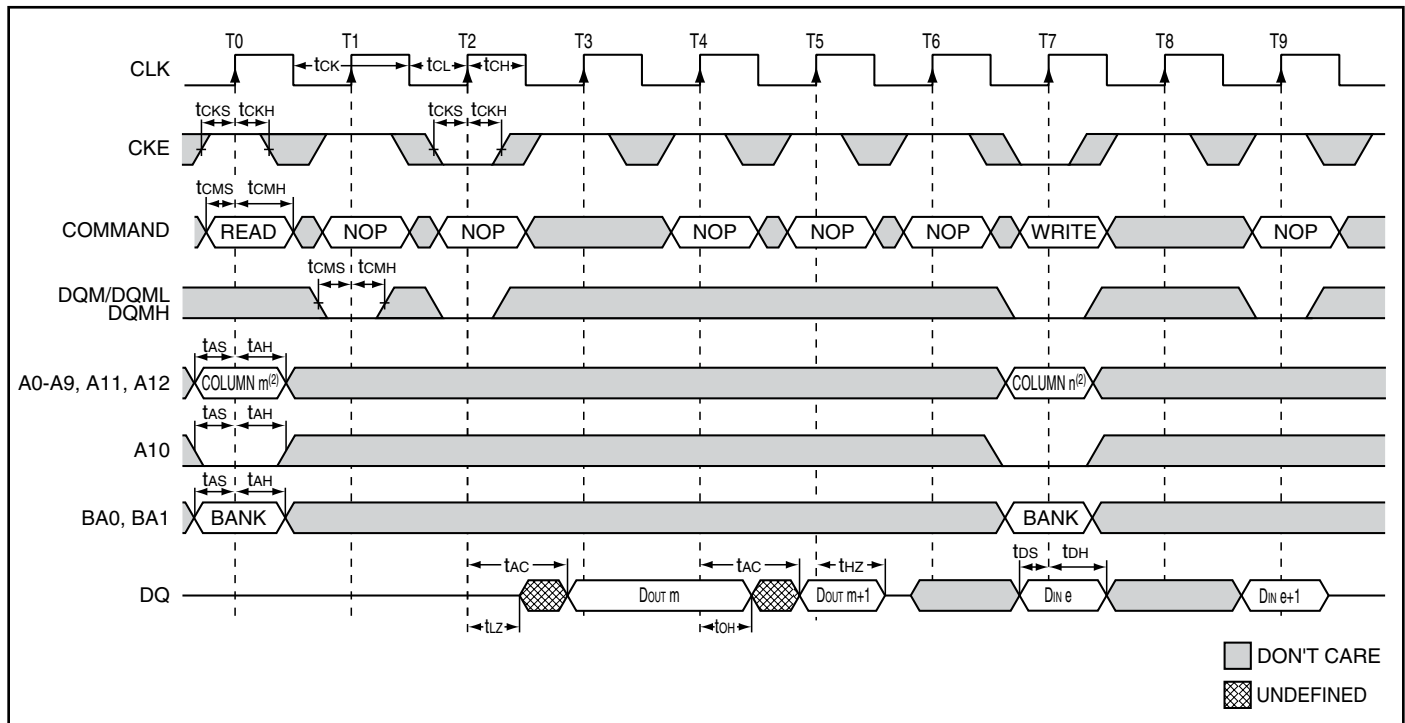 T0 T1 T2 T3 T4 T5 T6 T7 T8 T9
CLK tCK tCL tCH
tCKS tCKH tCKS tCKH
CKE
tCMS tCMH
COMMAND READ NOP NOP NOP NOP NOP WRITE NOP
tCMS tCMH
DQM/DQML
DQMH
tAS tAH
A0-A9, A11, A12 COLUMN m(2) COLUMN n(2)
tAS tAH
A10
tAS tAH
BA0, BA1 BANK BANK
tAC tAC tHZ tDS tDH
DQ DOUT m DOUT m+1 DIN e DIN e+1
tLZ tOH
DON'T CARE
UNDEFINED